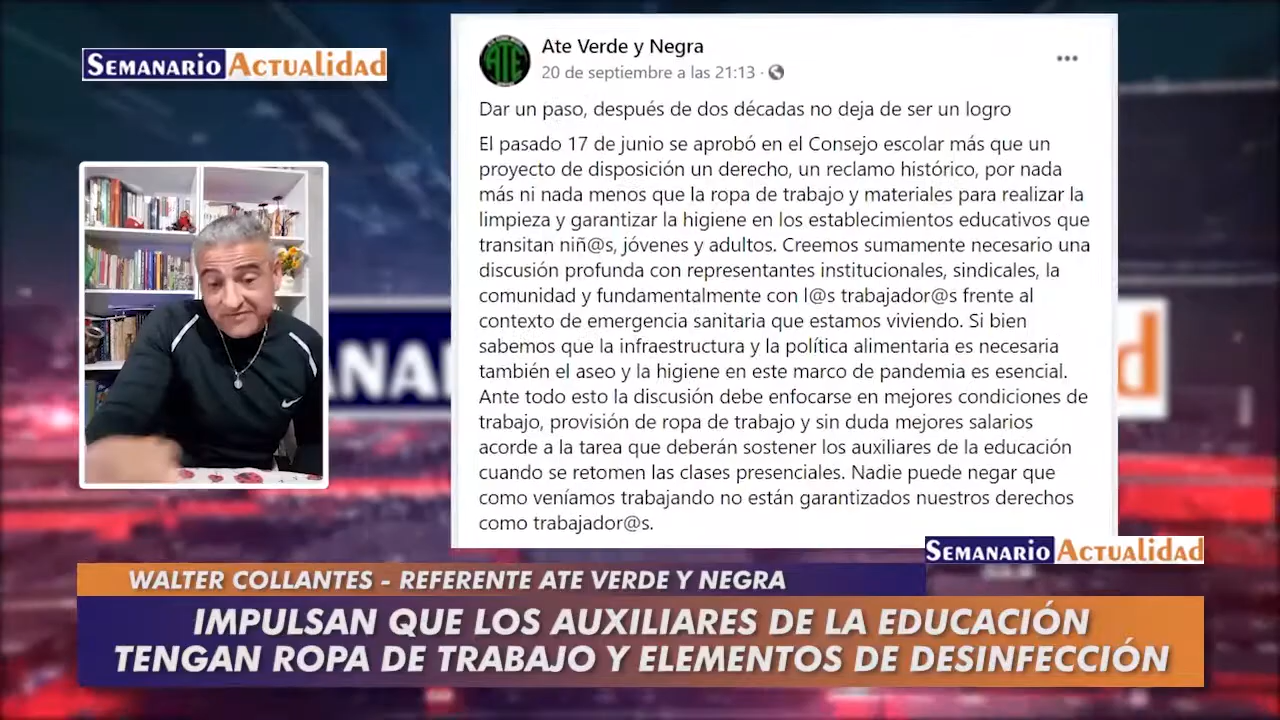 SEMANARIO ACTUALIDAD
Ate Verde y Negra
20 de septiembre a las 21:13 ·
Dar un paso, después de dos décadas no deja de ser un logro
El pasado 17 de junio se aprobó en el Consejo escolar más que un
proyecto de disposición un derecho, un reclamo histórico, por nada
más ni nada menos que la ropa de trabajo y materiales para realizar la
limpieza y garantizar la higiene en los establecimientos educativos que
transitan niñ@s, jóvenes y adultos. Creemos sumamente necesario una
discusión profunda con representantes institucionales, sindicales, la
comunidad y fundamentalmente con l@s trabajador@s frente al
contexto de emergencia sanitaria que estamos viviendo. Si bien
sabemos que la infraestructura y la política alimentaria es necesaria
también el aseo y la higiene en este marco de pandemia es esencial.
Ante todo esto la discusión debe enfocarse en mejores condiciones de
trabajo, provisión de ropa de trabajo y sin duda mejores salarios
acorde a la tarea que deberán sostener los auxiliares de la educación
cuando se retomen las clases presenciales. Nadie puede negar que
como veníamos trabajando no están garantizados nuestros derechos
como trabajador@s.
SEMANARIO ACTUALIDAD
WALTER COLLANTES - REFERENTE ATE VERDE Y NEGRA
IMPULSAN QUE LOS AUXILIARES DE LA EDUCACIÓN
TENGAN ROPA DE TRABAJO Y ELEMENTOS DE DESINFECCIÓN